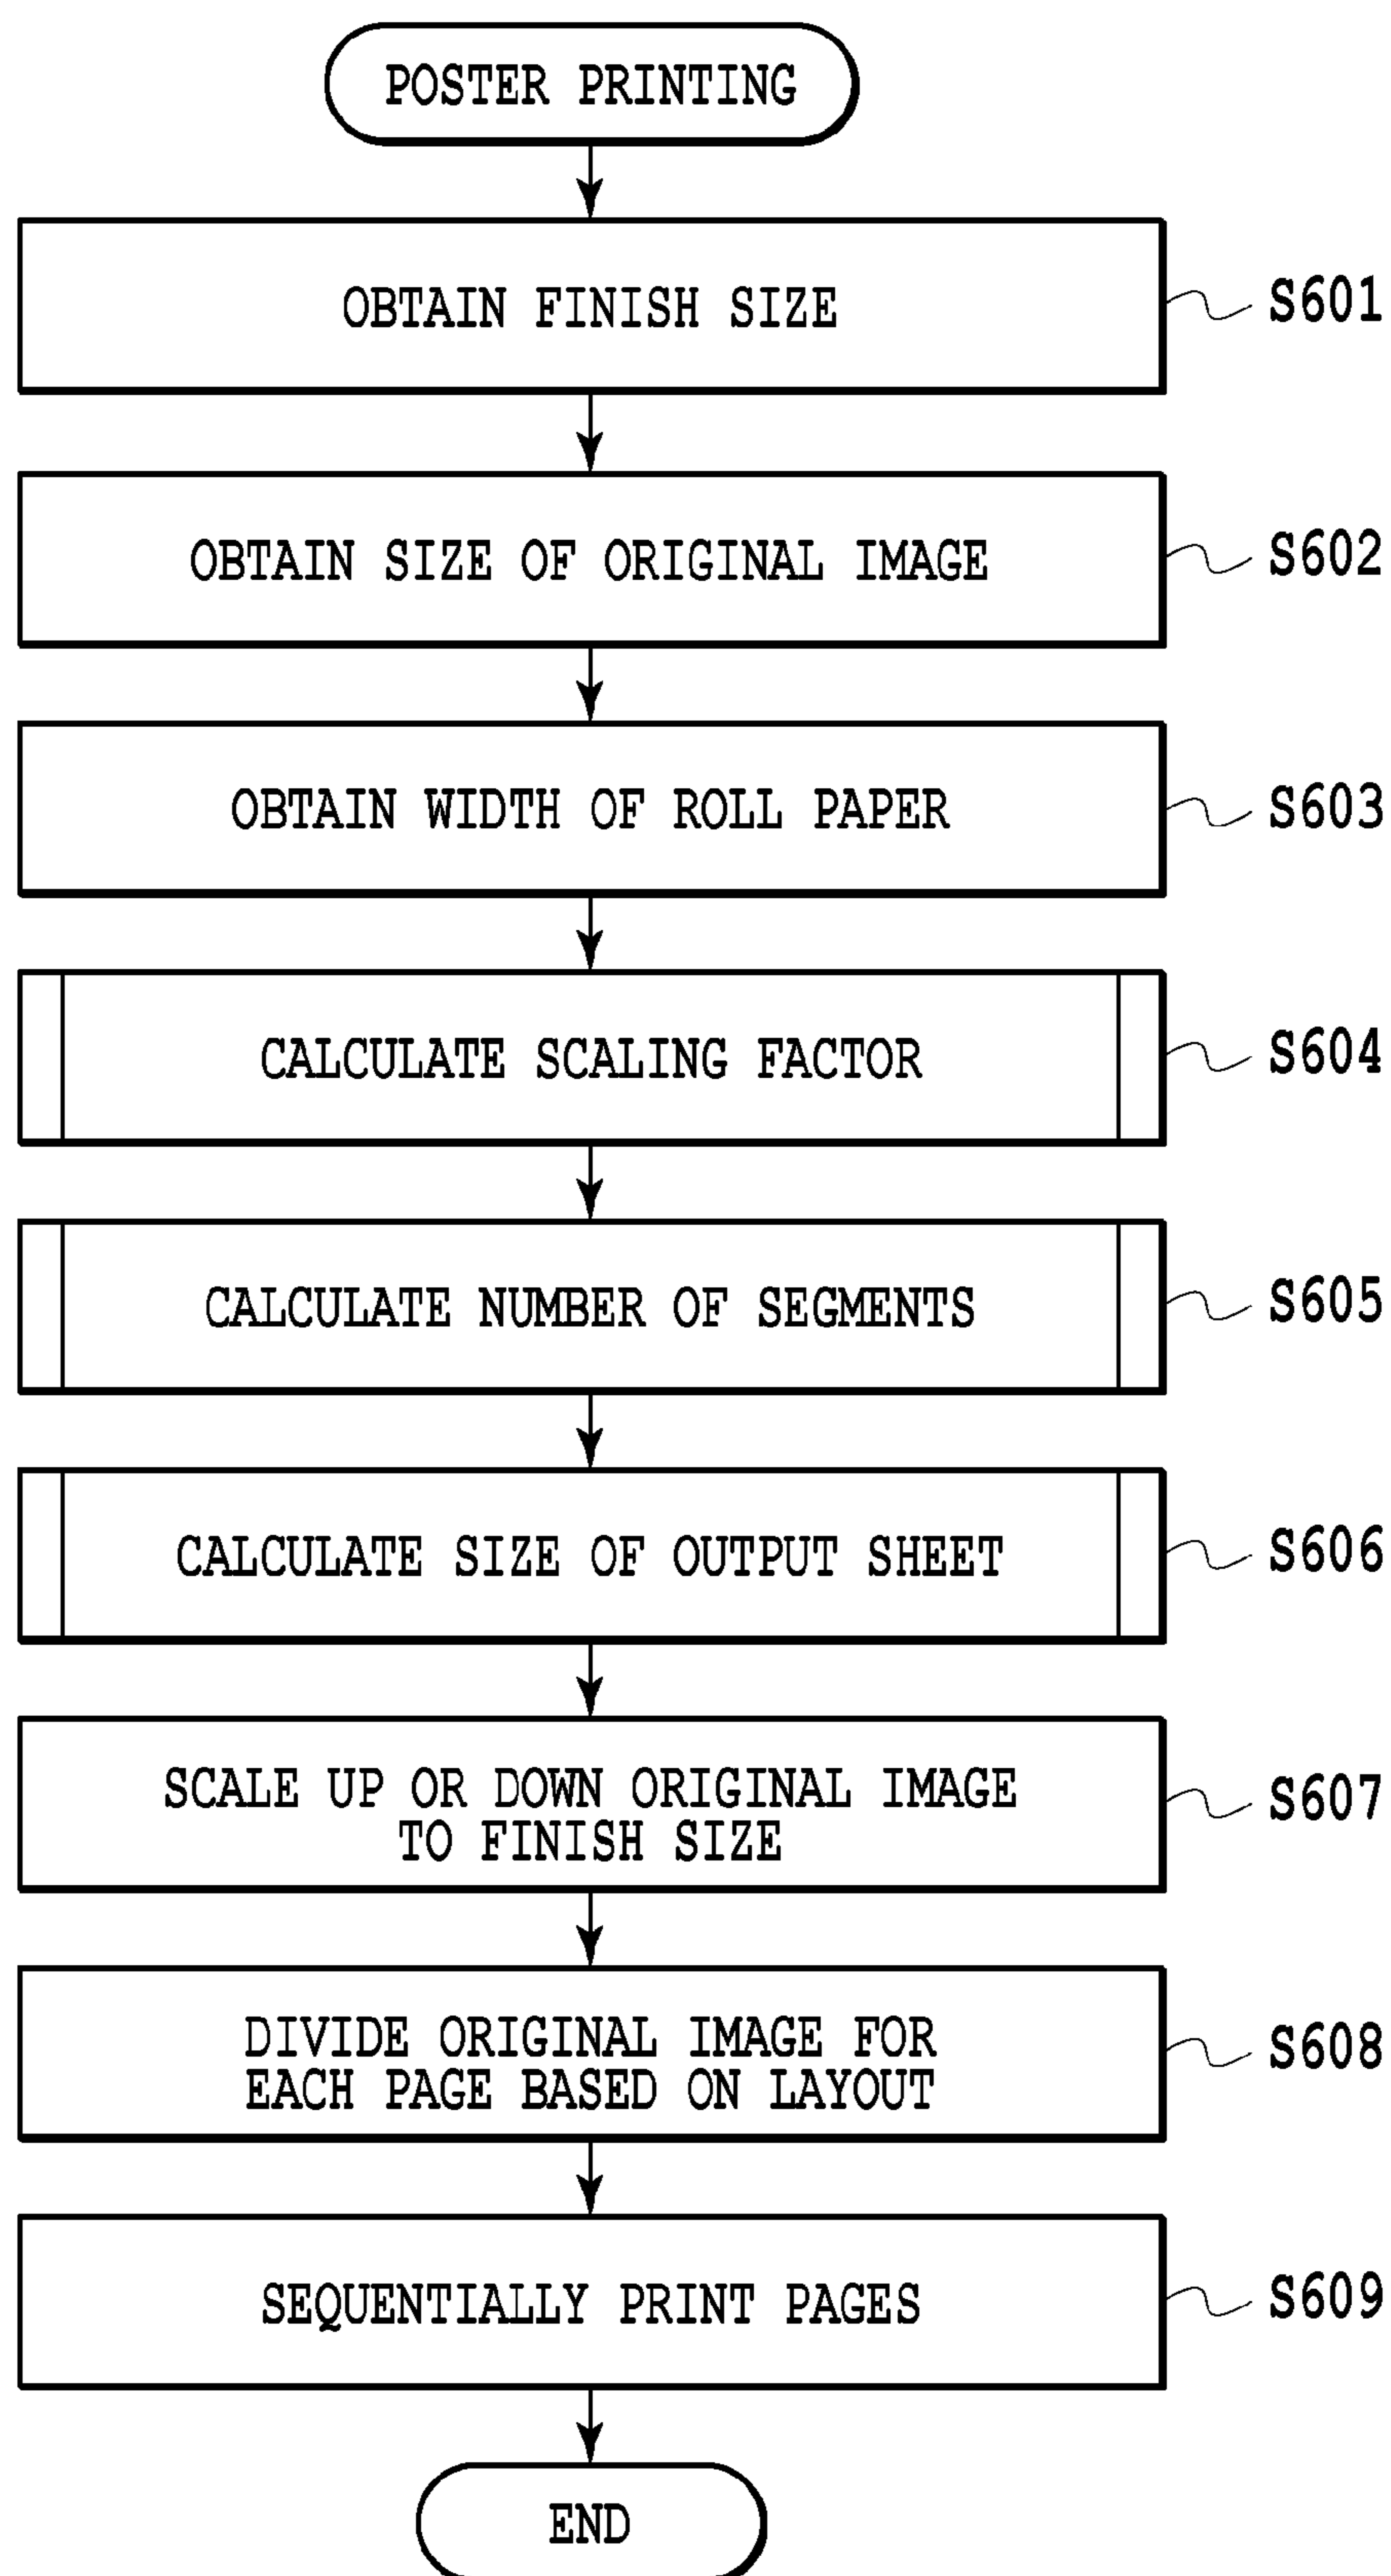 POSTER PRINTING
OBTAIN FINISH SIZE
S601
OBTAIN SIZE OF ORIGINAL IMAGE
S602
OBTAIN WIDTH OF ROLL PAPER
S603
CALCULATE SCALING FACTOR
S604
CALCULATE NUMBER OF SEGMENTS
S605
CALCULATE SIZE OF OUTPUT SHEET
S606
SCALE UP OR DOWN ORIGINAL IMAGE
TO FINISH SIZE
S607
DIVIDE ORIGINAL IMAGE FOR
EACH PAGE BASED ON LAYOUT
S608
SEQUENTIALLY PRINT PAGES
S609
END